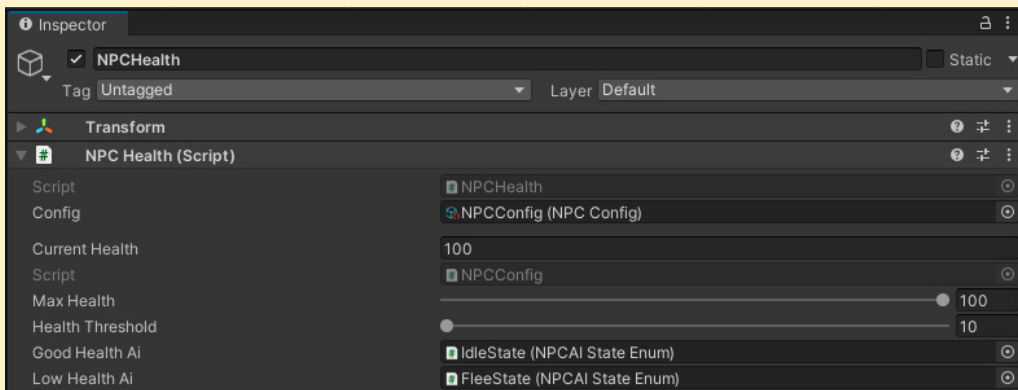 Inspector
NPCHealth Static
Tag Untagged Layer Default
Transform
NPC Health (Script)
Script NPCHealth
Config NPCConfig (NPC Config)
Current Health 100
Script NPCConfig
Max Health 100
Health Threshold 10
Good Health Ai IdleState (NPCAI State Enum)
Low Health Ai FleeState (NPCAI State Enum)